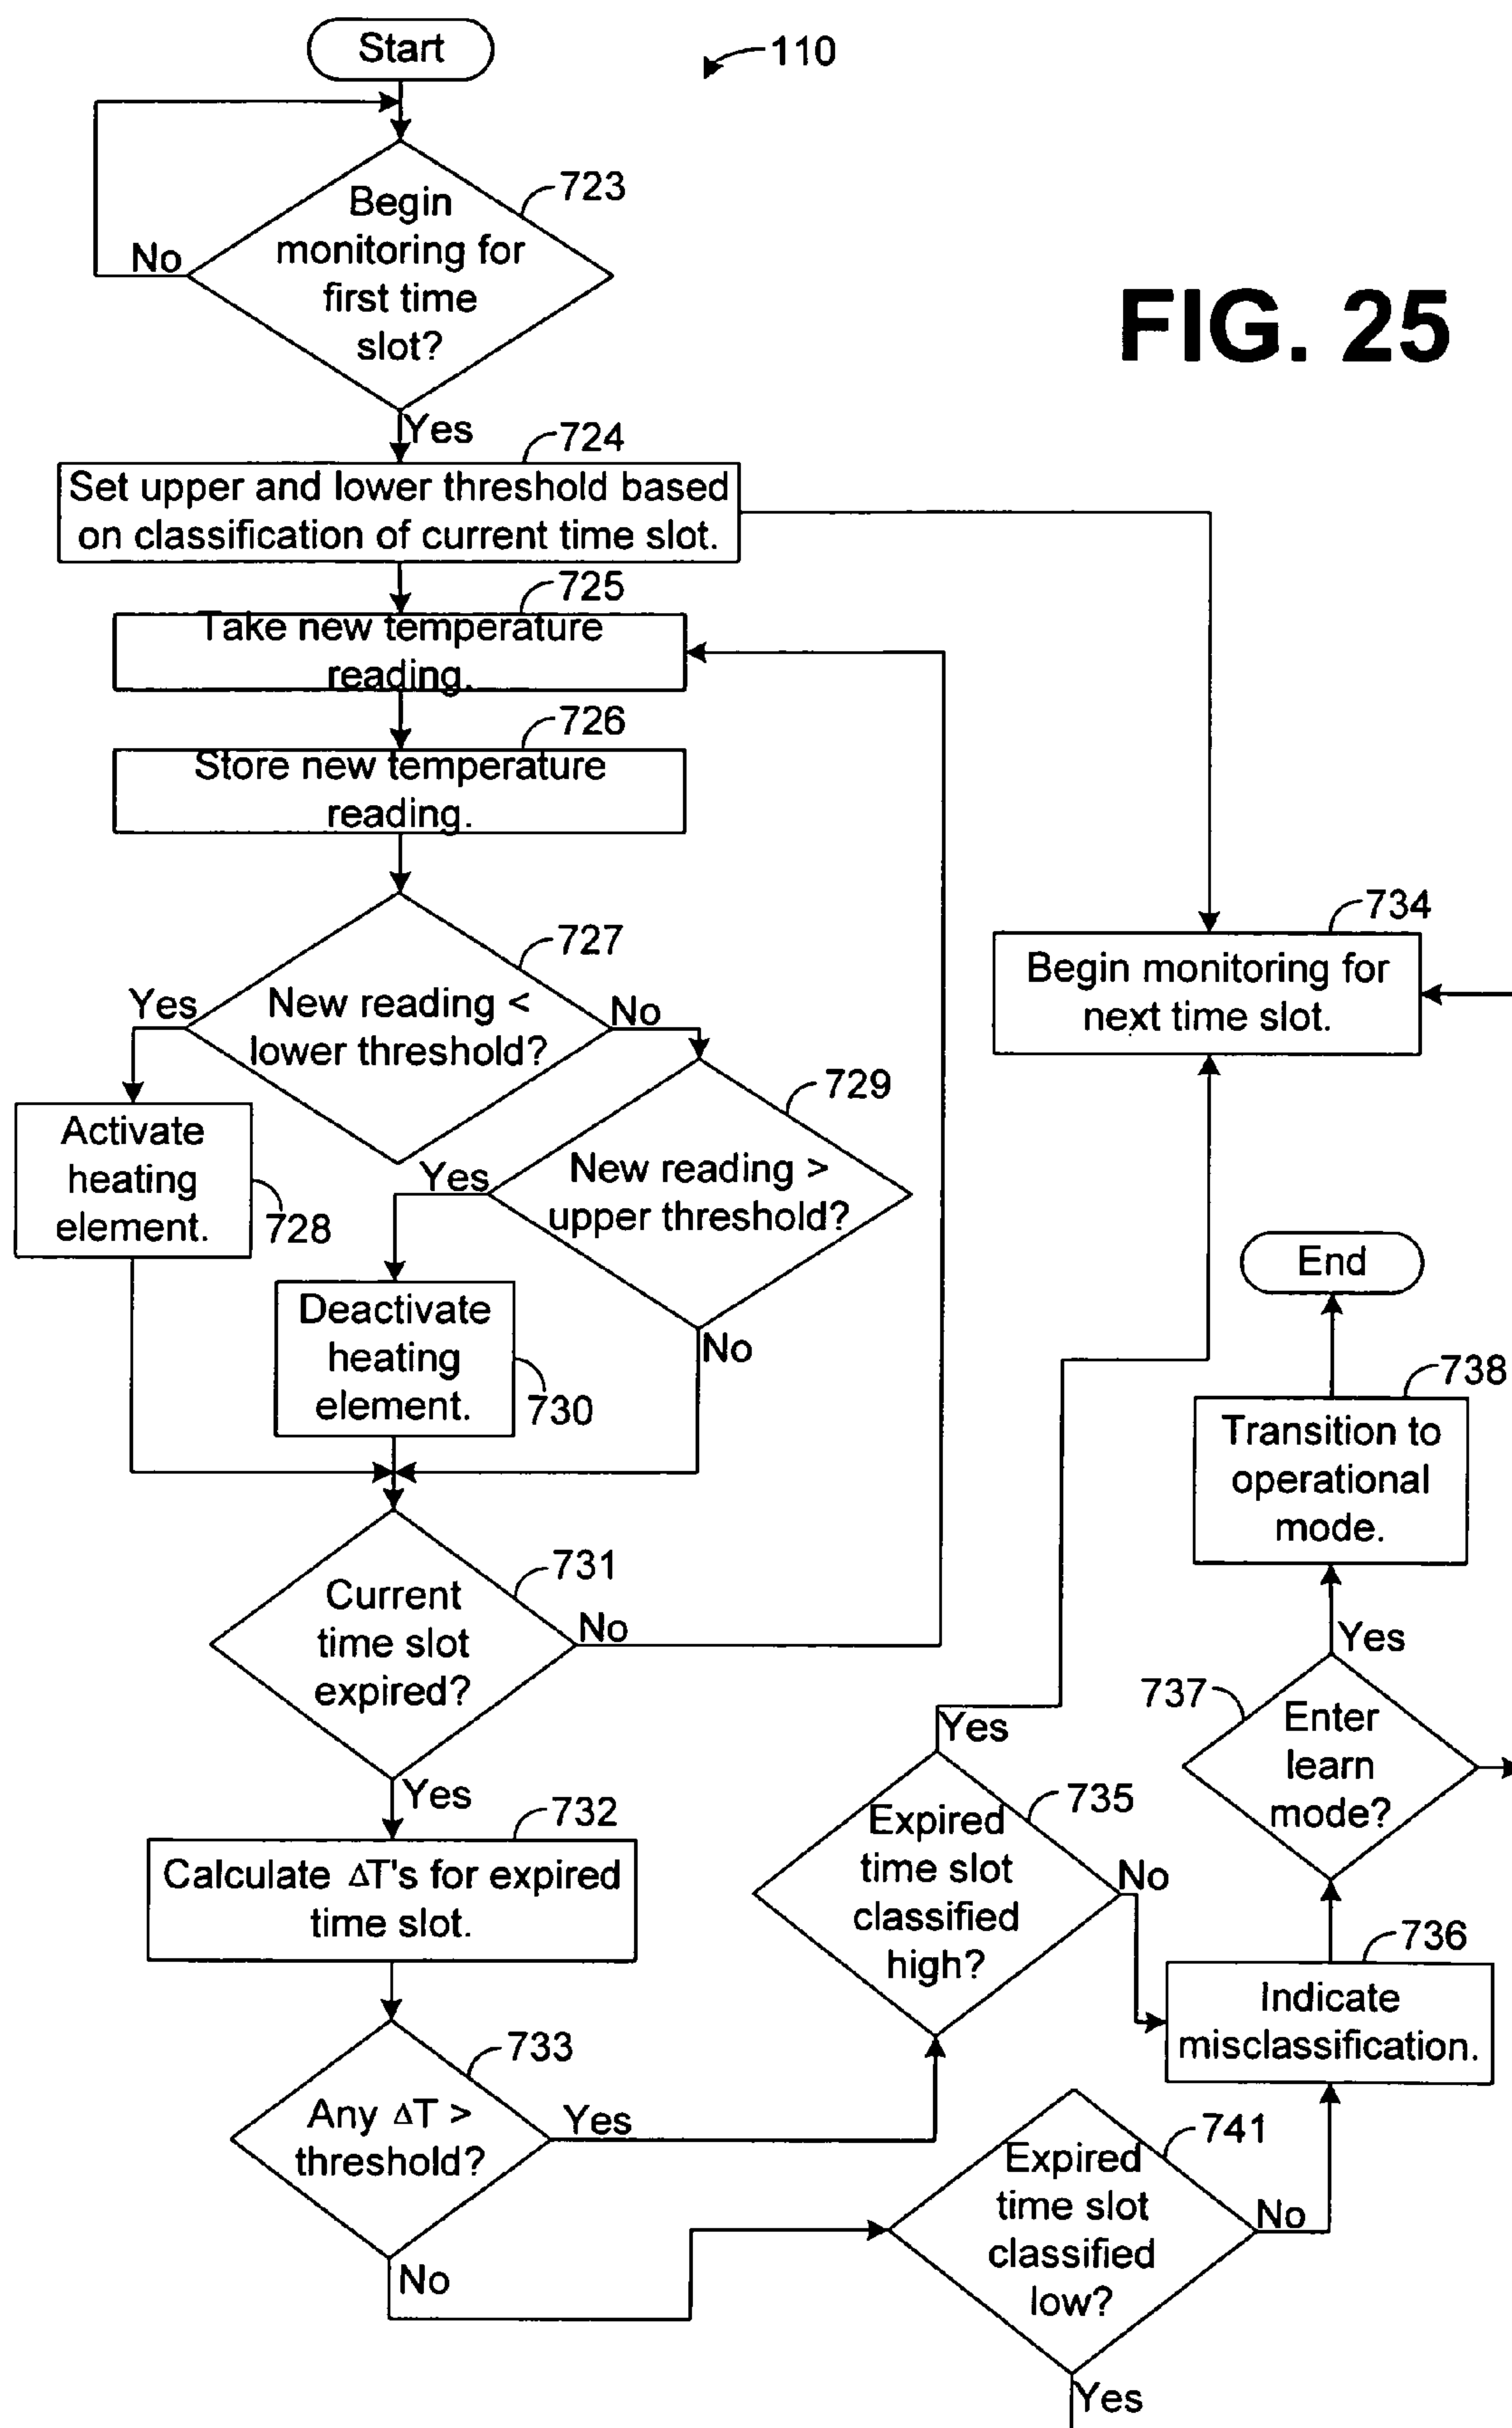 Start
110
723
Begin
monitoring for
first time
slot?
No
FIG. 25
Yes
724
Set upper and lower threshold based
on classification of current time slot.
725
Take new temperature
reading.
726
Store new temperature
reading.
734
Begin monitoring for
next time slot.
727
New reading <
lower threshold?
Yes
No
729
New reading >
upper threshold?
Activate
heating
element.
728
Yes
No
Deactivate
heating
element.
730
End
738
Transition to
operational
mode.
731
Current
time slot
expired?
No
Yes
Yes
737
Enter
learn
mode?
Yes
735
Expired
time slot
classified
high?
No
732
Calculate ΔT's for expired
time slot.
736
Indicate
misclassification.
733
Any ΔT >
threshold?
Yes
No
741
Expired
time slot
classified
low?
No
Yes